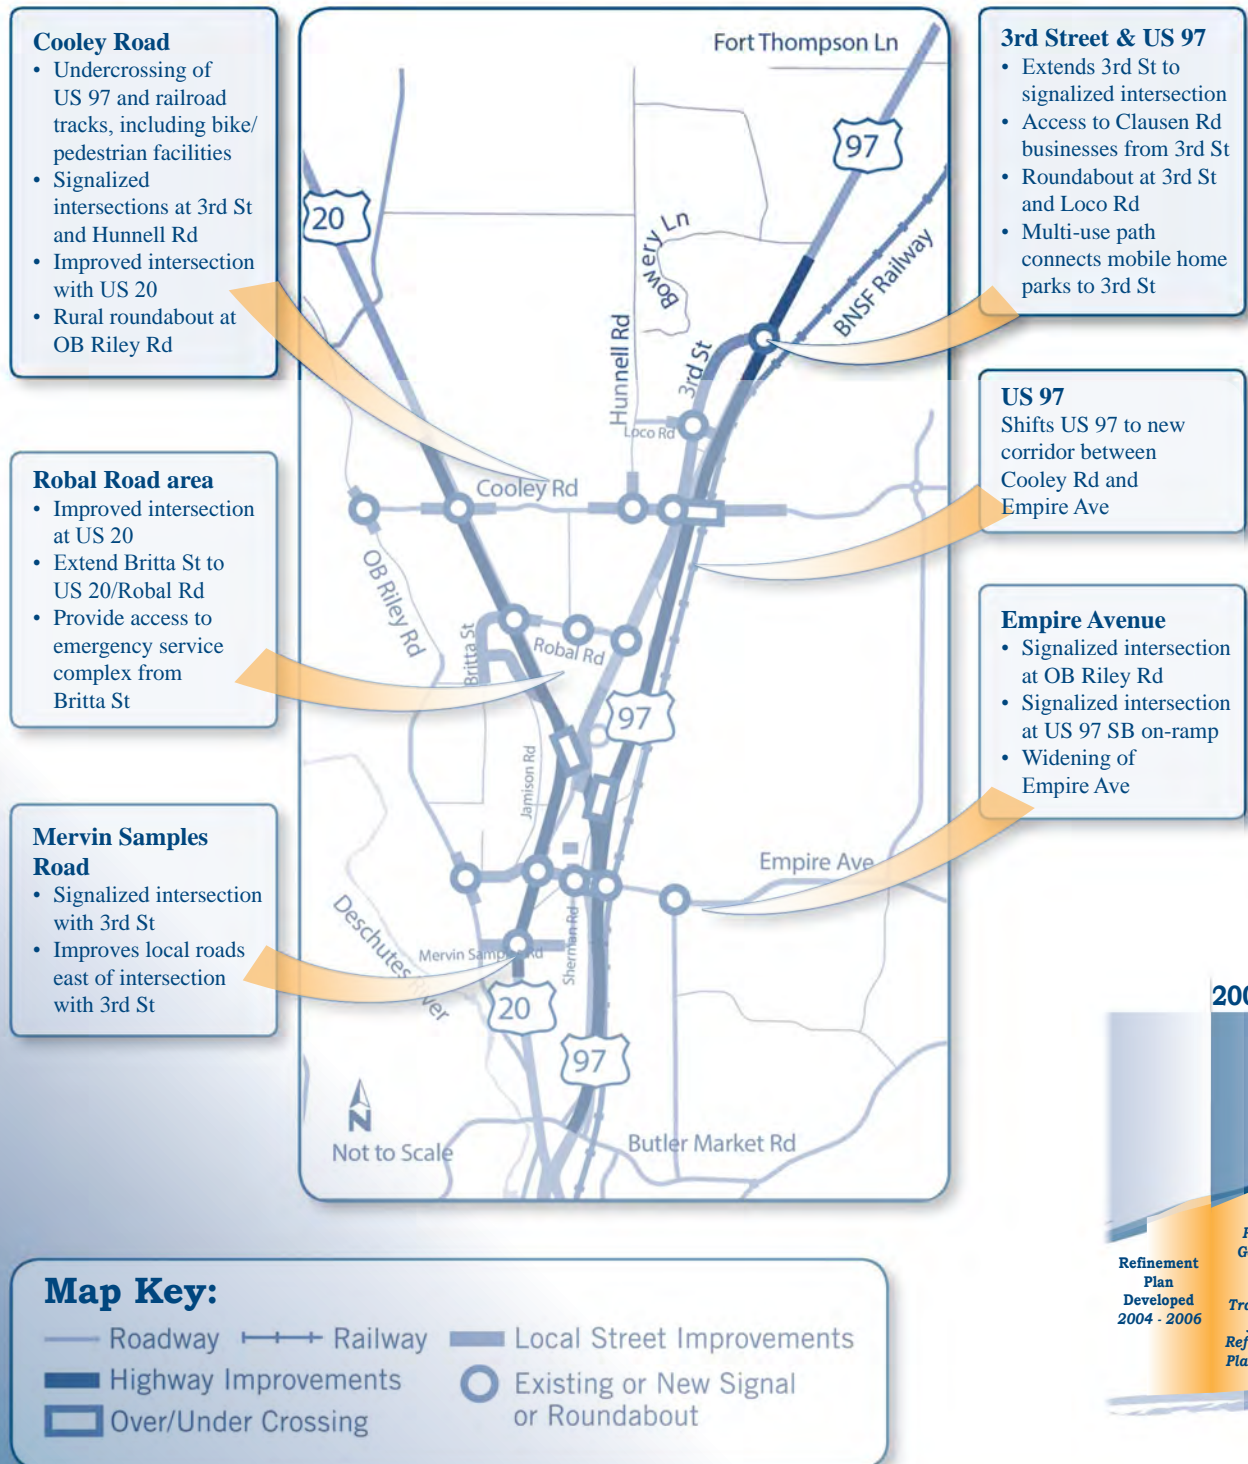 Cooley Road
• Undercrossing of
US 97 and railroad
tracks, including bike/
pedestrian facilities
• Signalized
intersections at 3rd St
and Hunnell Rd
• Improved intersection
with US 20
• Rural roundabout at
OB Riley Rd
Robal Road area
• Improved intersection
at US 20
• Extend Britta St to
US 20/Robal Rd
• Provide access to
emergency service
complex from
Britta St
Mervin Samples
Road
• Signalized intersection
with 3rd St
• Improves local roads
east of intersection
with 3rd St
Fort Thompson Ln
97
20
Bowery Ln
BNSF Railway
Hunnell Rd
3rd St
Loco Rd
Cooley Rd
OB Riley Rd
Britta St
Robal Rd
97
Jamison Rd
Empire Ave
Deschutes River
Mervin Samples Rd
Sherman Rd
20
97
N
Not to Scale
Butler Market Rd
3rd Street & US 97
• Extends 3rd St to
signalized intersection
• Access to Clausen Rd
businesses from 3rd St
• Roundabout at 3rd St
and Loco Rd
• Multi-use path
connects mobile home
parks to 3rd St
US 97
Shifts US 97 to new
corridor between
Cooley Rd and
Empire Ave
Empire Avenue
• Signalized intersection
at OB Riley Rd
• Signalized intersection
at US 97 SB on-ramp
• Widening of
Empire Ave
Map Key:
Roadway
Railway
Local Street Improvements
Highway Improvements
Existing or New Signal
or Roundabout
Over/Under Crossing
200
Refinement
Plan
Developed
2004 - 2006